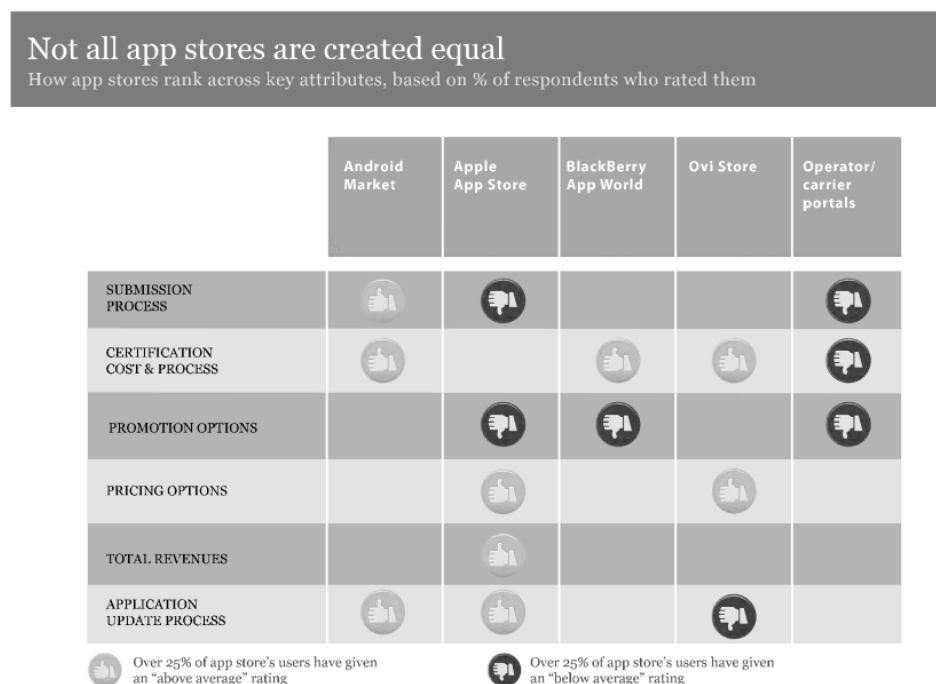 Not all app stores are created equal
How app stores rank across key attributes, based on % of respondents who rated them
Android
Market
Apple
App Store
BlackBerry
App World
Ovi Store
Operator/
carrier
portals
SUBMISSION
PROCESS
CERTIFICATION
COST & PROCESS
PROMOTION OPTIONS
PRICING OPTIONS
TOTAL REVENUES
APPLICATION
UPDATE PROCESS
Over 25% of app store's users have given
an "above average" rating
Over 25% of app store's users have given
an "below average" rating